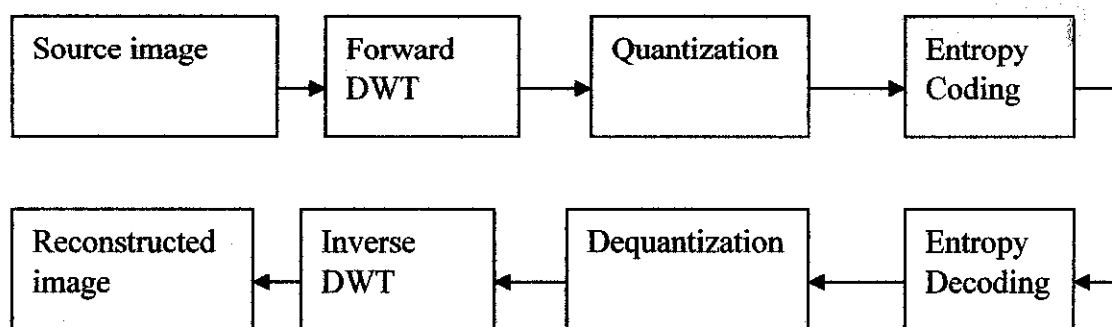 Source image
Forward
DWT
Quantization
Entropy
Coding
Reconstructed
image
Inverse
DWT
Dequantization
Entropy
Decoding